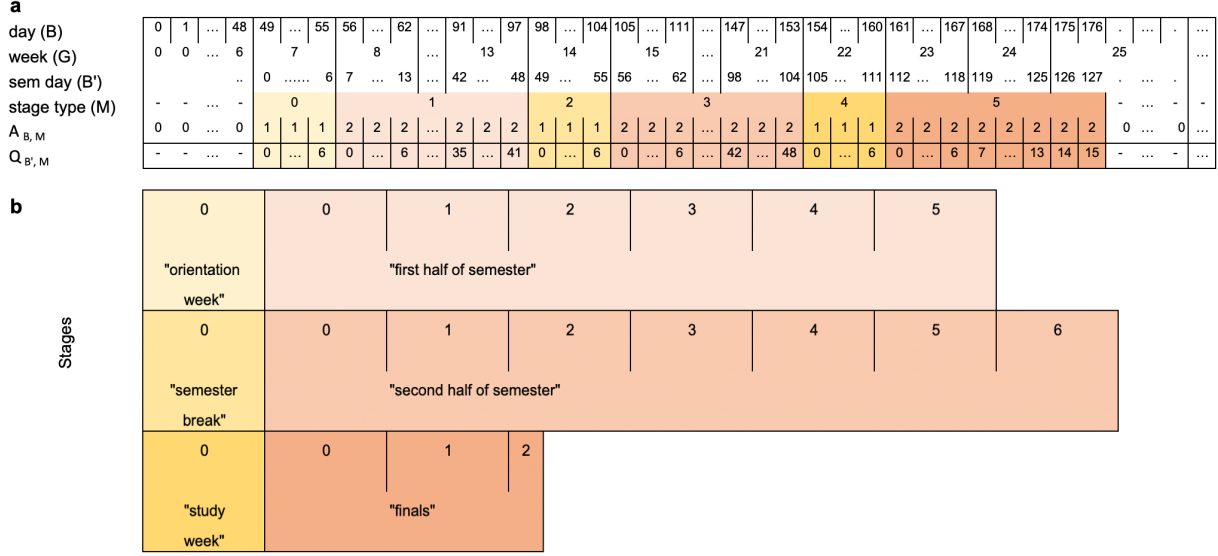 a
day (B) 0 1 ... 48 49 ... 55 56 ... 62 ... 91 ... 97 98 ... 104 105 ... 111 ... 147 ... 153 154 ... 160 161 ... 167 168 ... 174 175 176 . ... . ... ...
week (G) 0 0 ... 6 7 8 ... 13 14 15 ... 21 22 23 24 25 ...
sem day (B') .. 0 ...... 6 7 ... 13 ... 42 ... 48 49 ... 55 56 ... 62 ... 98 ... 104 105 ... 111 112 ... 118 119 ... 125 126 127 . ... . ...
stage type (M) - - ... - 0 1 2 3 4 5 - ... - -
A B, M 0 0 ... 0 1 1 1 2 2 2 ... 2 2 2 1 1 1 2 2 2 ... 2 2 2 1 1 1 2 2 2 2 2 2 2 2 0 ... 0 ...
Q B', M - - ... - 0 ... 6 0 ... 6 ... 35 ... 41 0 ... 6 0 ... 6 ... 42 ... 48 0 ... 6 0 ... 6 7 ... 13 14 15 - ... - ...
b
Stages
0 0 1 2 3 4 5
"orientation "first half of semester"
week"
0 0 1 2 3 4 5 6
"semester "second half of semester"
break"
0 0 1 2
"study "finals"
week"